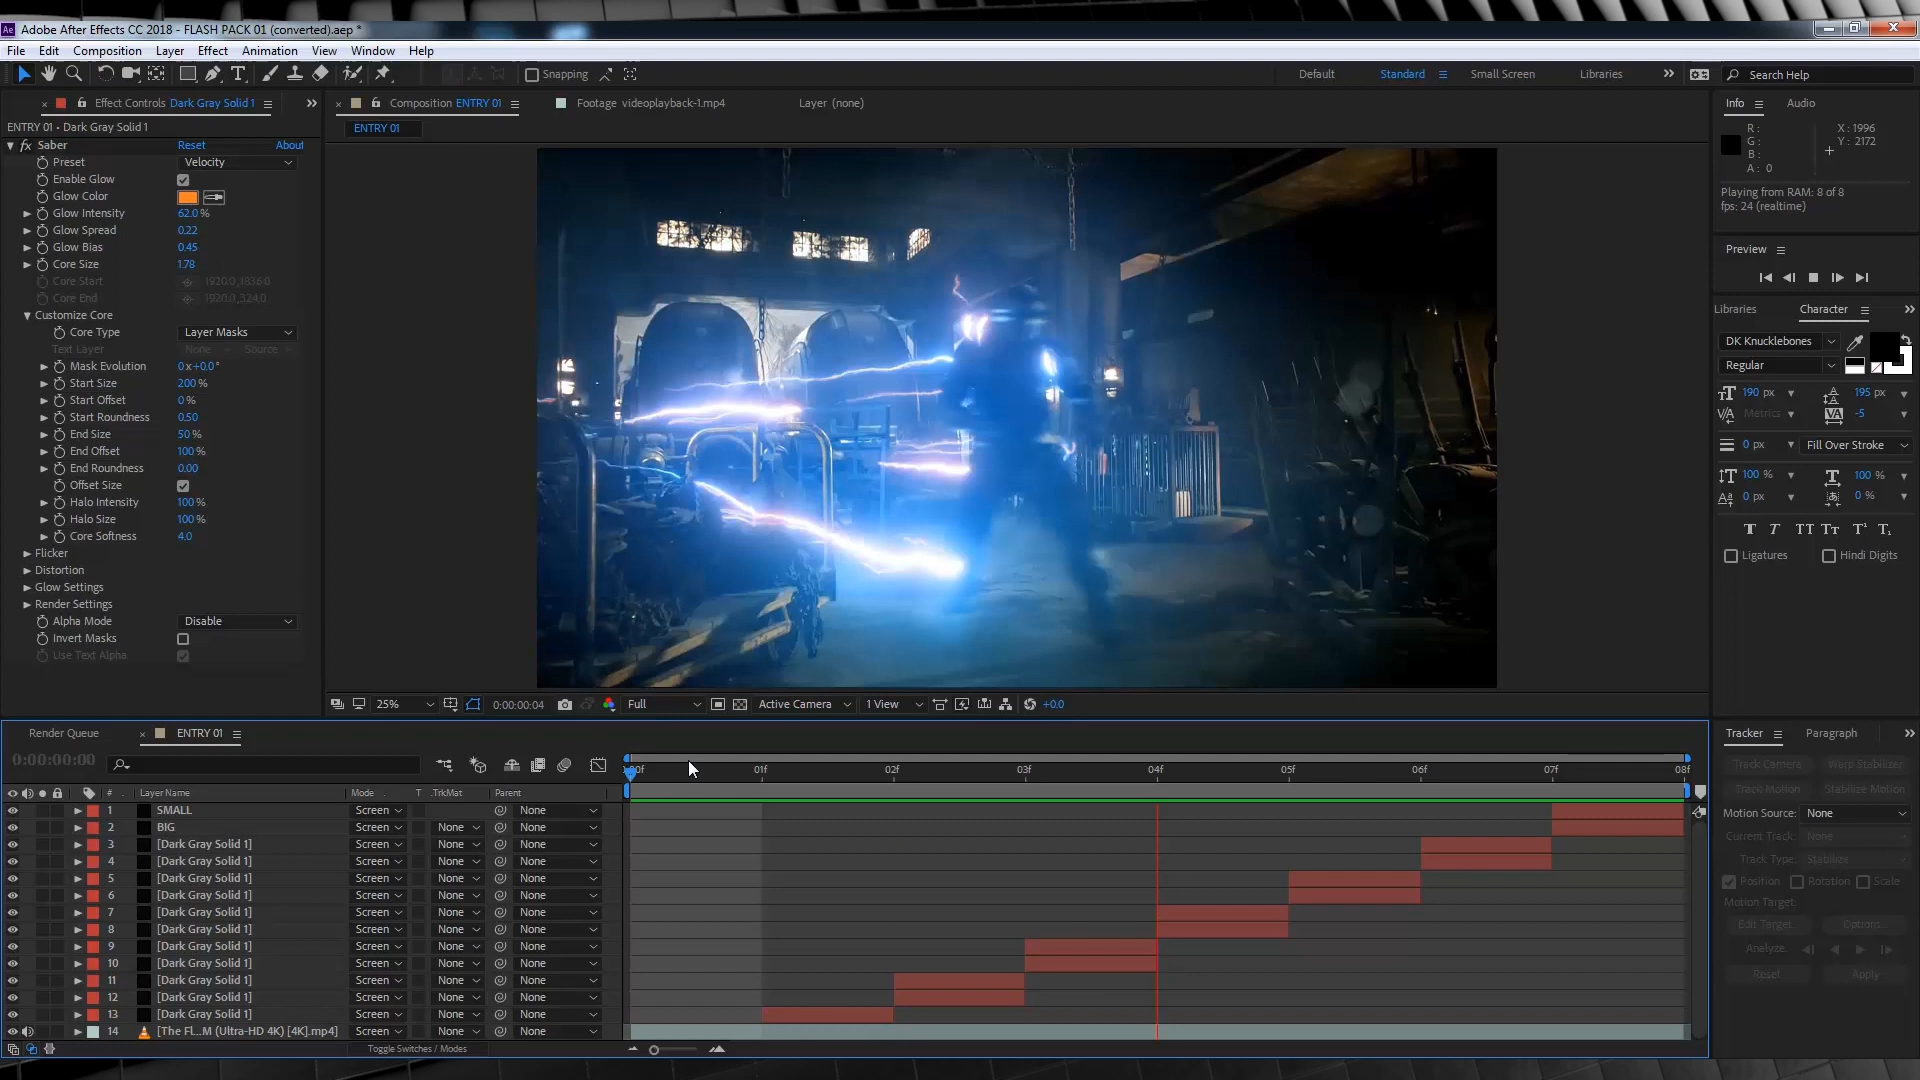 Adobe After Effects CC 2018 - FLASH PACK 01 (converted).aep *
File Edit Composition Layer Effect Animation View Window Help
Snapping Default Standard Small Screen Libraries Search Help
Effect Controls Dark Gray Solid 1
Composition ENTRY 01 Footage videoplayback-1.mp4 Layer (none)
Info Audio
ENTRY 01 • Dark Gray Solid 1
ENTRY 01
Saber Reset About
Preset Velocity
Enable Glow
Glow Color
Glow Intensity 62.0 %
Glow Spread 0.22
Glow Bias 0.45
Core Size 1.78
Core Start 1920.0,1836.0
Core End 1920.0,324.0
Customize Core
Core Type Layer Masks
Text Layer None Source
Mask Evolution 0x+0.0°
Start Size 200 %
Start Offset 0 %
Start Roundness 0.50
End Size 50 %
End Offset 100 %
End Roundness 0.00
Offset Size
Halo Intensity 100 %
Halo Size 100 %
Core Softness 4.0
Flicker
Distortion
Glow Settings
Render Settings
Alpha Mode Disable
Invert Masks
Use Text Alpha
R :
G :
B :
A : 0
X : 1996
Y : 2172
Playing from RAM: 8 of 8
fps: 24 (realtime)
Preview
Libraries Character
DK Knucklebones
Regular
190 px 195 px
Metrics -5
0 px Fill Over Stroke
100 % 100 %
0 px 0 %
T T TT Tt T¹ T₁
Ligatures Hindi Digits
25% 0:00:00:04 Full Active Camera 1 View +0.0
Render Queue ENTRY 01
0:00:00:00
01f 02f 03f 04f 05f 06f 07f 08f
# Layer Name Mode T .TrkMat Parent
1 SMALL Screen None
2 BIG Screen None None
3 [Dark Gray Solid 1] Screen None None
4 [Dark Gray Solid 1] Screen None None
5 [Dark Gray Solid 1] Screen None None
6 [Dark Gray Solid 1] Screen None None
7 [Dark Gray Solid 1] Screen None None
8 [Dark Gray Solid 1] Screen None None
9 [Dark Gray Solid 1] Screen None None
10 [Dark Gray Solid 1] Screen None None
11 [Dark Gray Solid 1] Screen None None
12 [Dark Gray Solid 1] Screen None None
13 [Dark Gray Solid 1] Screen None None
14 [The Fl...M (Ultra-HD 4K) [4K].mp4] Screen None None
Toggle Switches / Modes
Tracker Paragraph
Track Camera Warp Stabilizer
Track Motion Stabilize Motion
Motion Source: None
Current Track: None
Track Type: Stabilize
Position Rotation Scale
Motion Target:
Edit Target... Options...
Analyze:
Reset Apply